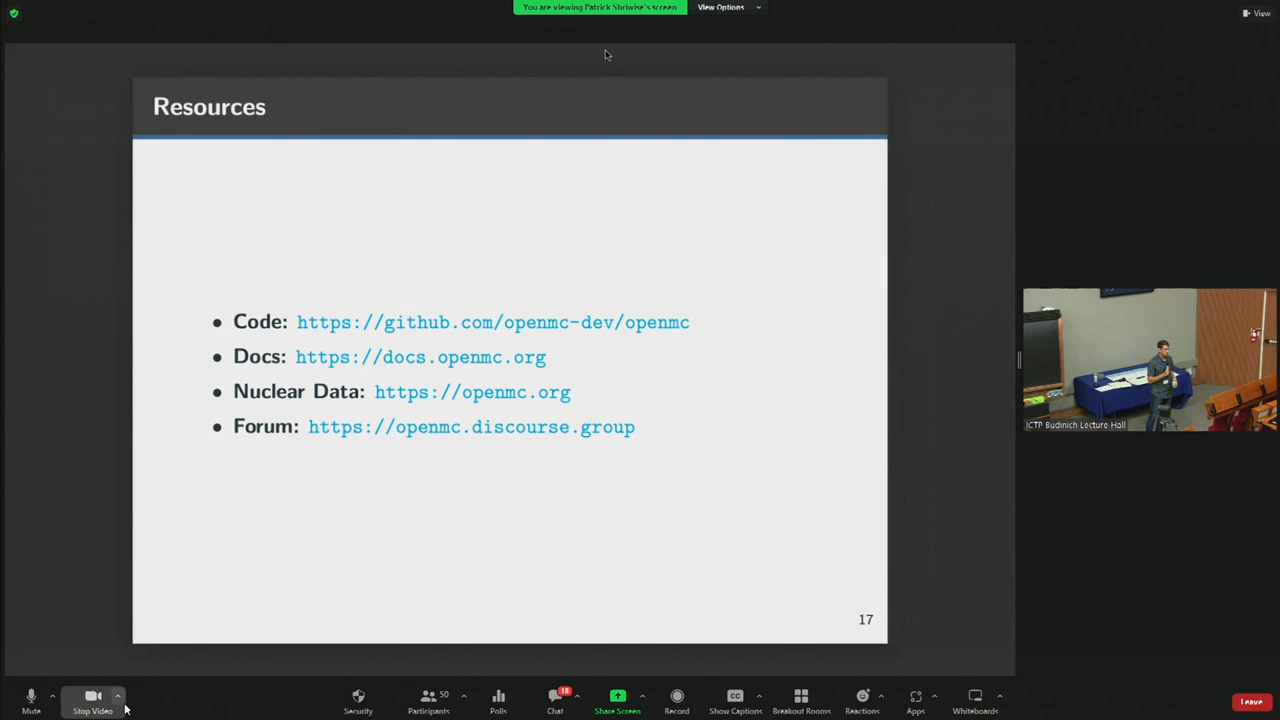 You are viewing Patrick Shriwise's screen
View Options
View
Resources
• Code: https://github.com/openmc-dev/openmc
• Docs: https://docs.openmc.org
• Nuclear Data: https://openmc.org
• Forum: https://openmc.discourse.group
17
ICTP Budinich Lecture Hall
Mute
Stop Video
Security
Participants 50
Polls
Chat 18
Share Screen
Record
CC
Show Captions
Breakout Rooms
Reactions
Apps
Whiteboards
Leave